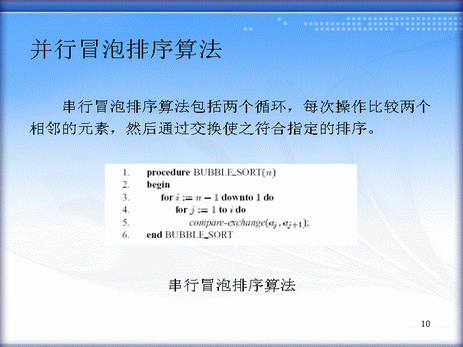 并行冒泡排序算法
串行冒泡排序算法包括两个循环，每次操作比较两个
相邻的元素，然后通过交换使之符合指定的排序。
1. procedure BUBBLE_SORT(n)
2. begin
3. for i := n − 1 downto 1 do
4. for j := 1 to i do
5. compare-exchange(aj, aj+1);
6. end BUBBLE_SORT
串行冒泡排序算法
10